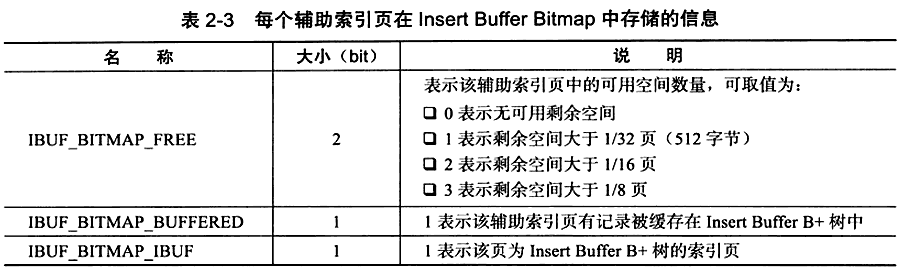 表 2-3 每个辅助索引页在 Insert Buffer Bitmap 中存储的信息
名 称 大小（bit） 说 明
表示该辅助索引页中的可用空间数量，可取值为：
❑ 0 表示无可用剩余空间
❑ 1 表示剩余空间大于 1/32 页（512 字节）
IBUF_BITMAP_FREE 2
❑ 2 表示剩余空间大于 1/16 页
❑ 3 表示剩余空间大于 1/8 页
IBUF_BITMAP_BUFFERED 1 1 表示该辅助索引页有记录被缓存在 Insert Buffer B+ 树中
IBUF_BITMAP_IBUF 1 1 表示该页为 Insert Buffer B+ 树的索引页